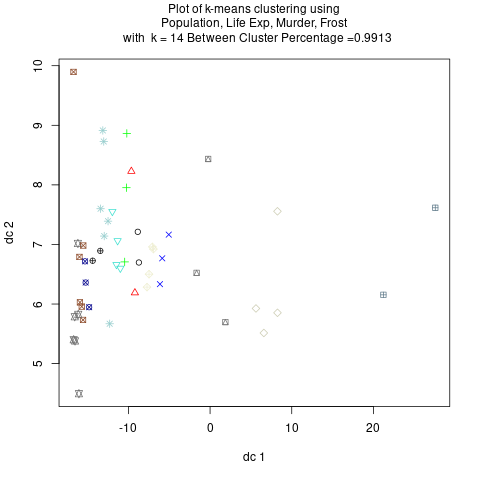 Plot of k-means clustering using
Population, Life Exp, Murder, Frost
with k = 14 Between Cluster Percentage =0.9913
10
9
8
7
6
5
dc 2
-10 0 10 20
dc 1